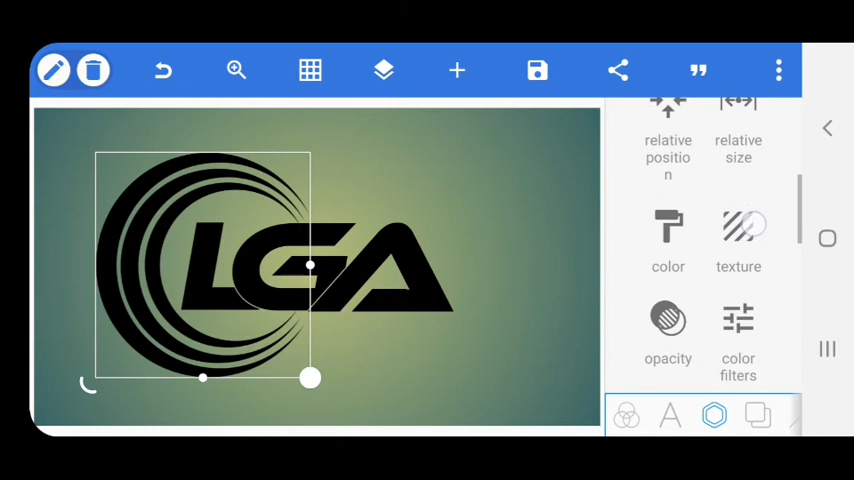 LGA
relative
positio
n
relative
size
color
texture
opacity
color
filters